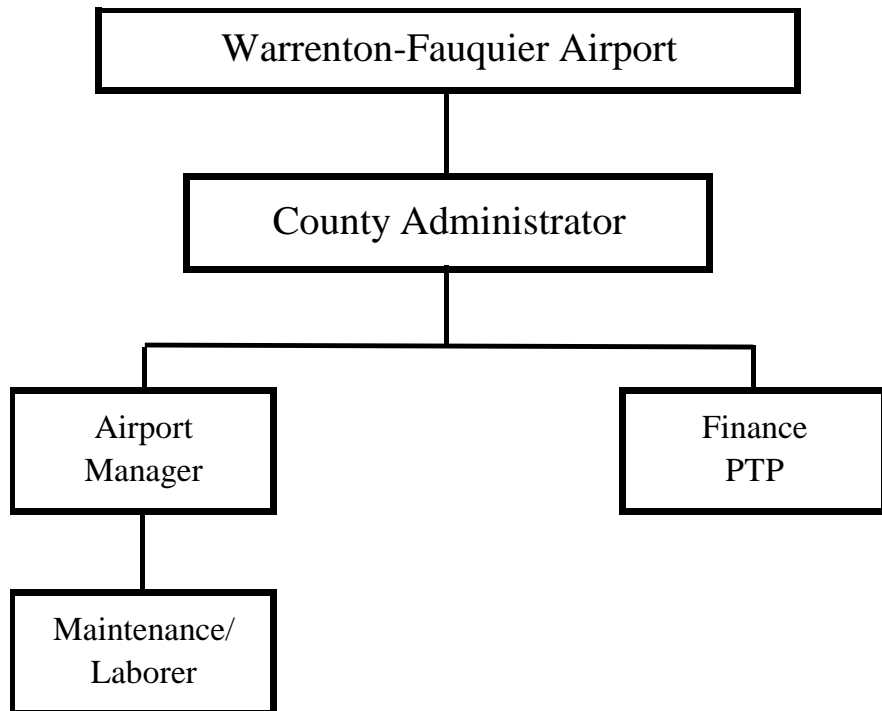 Warrenton-Fauquier Airport
County Administrator
Airport
Manager
Finance
PTP
Maintenance/
Laborer